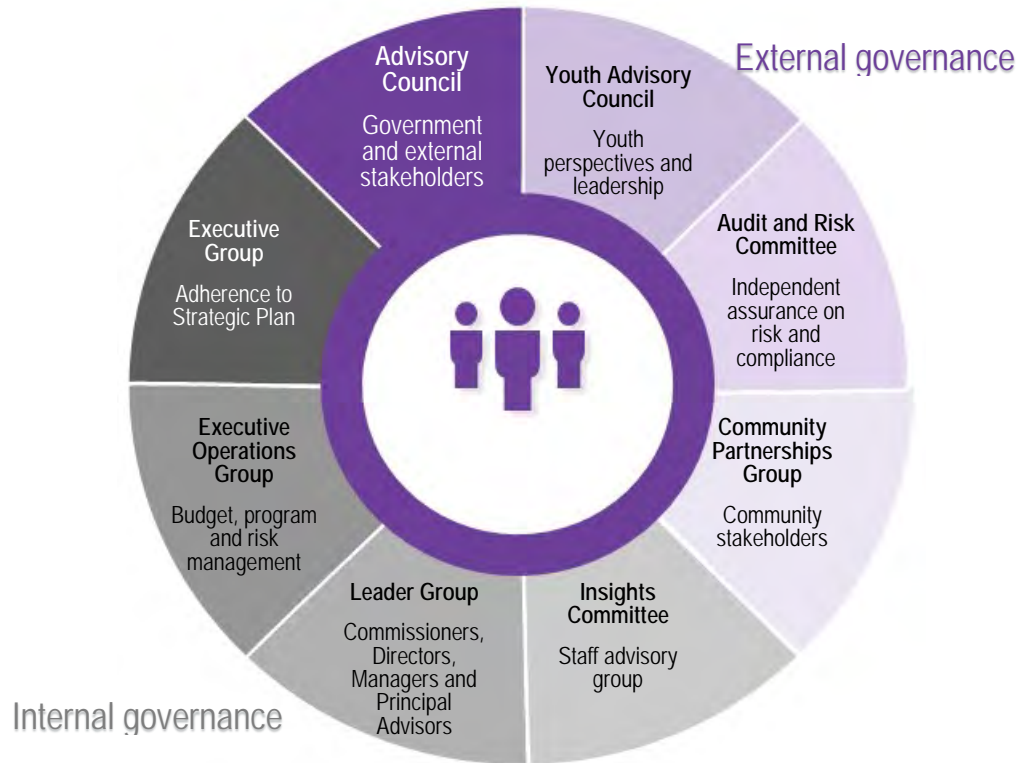 External governance
Advisory
Council
Government
and external
stakeholders
Youth Advisory
Council
Youth
perspectives and
leadership
Audit and Risk
Committee
Independent
assurance on
risk and
compliance
Community
Partnerships
Group
Community
stakeholders
Insights
Committee
Staff advisory
group
Leader Group
Commissioners,
Directors,
Managers and
Principal
Advisors
Executive
Operations
Group
Budget, program
and risk
management
Executive
Group
Adherence to
Strategic Plan
Internal governance